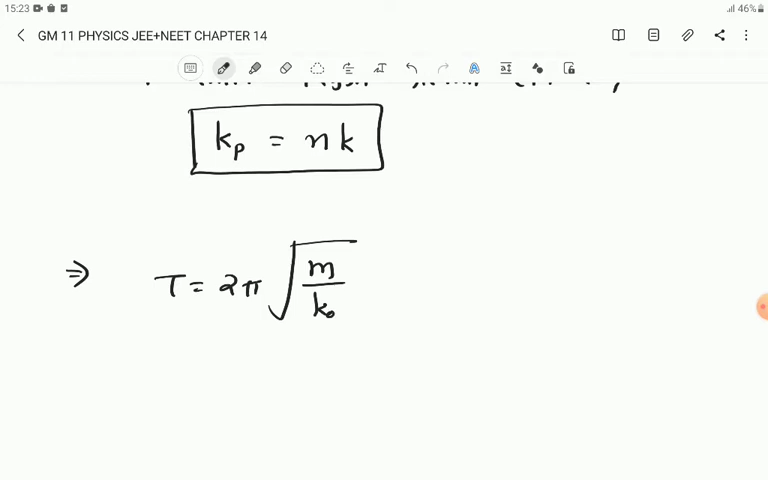 15:23 46%
GM 11 PHYSICS JEE+NEET CHAPTER 14
kp = nk
⇒ T = 2π √(m/k₀)